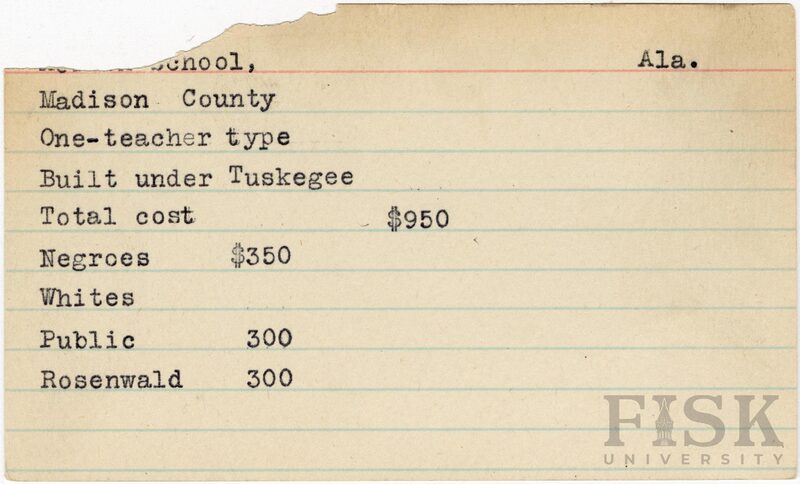 School, Ala.
Madison County
One-teacher type
Built under Tuskegee
Total cost $950
Negroes $350
Whites
Public 300
Rosenwald 300
FISK
UNIVERSITY